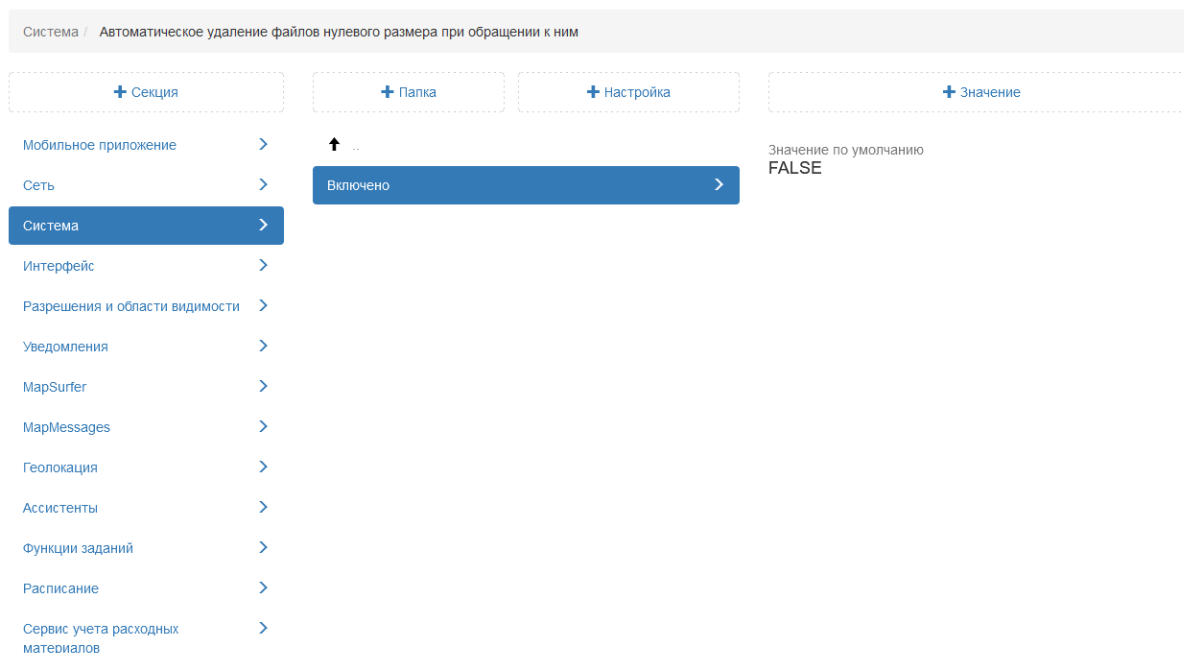 Система / Автоматическое удаление файлов нулевого размера при обращении к ним
Секция
Папка
Настройка
Значение
Мобильное приложение
Сеть
Система
Интерфейс
Разрешения и области видимости
Уведомления
MapSurfer
MapMessages
Геолокация
Ассистенты
Функции заданий
Расписание
Сервис учета расходных
материалов
..
Включено
Значение по умолчанию
FALSE